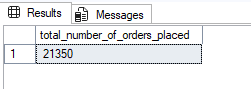 Results Messages
total_number_of_orders_placed
1 21350